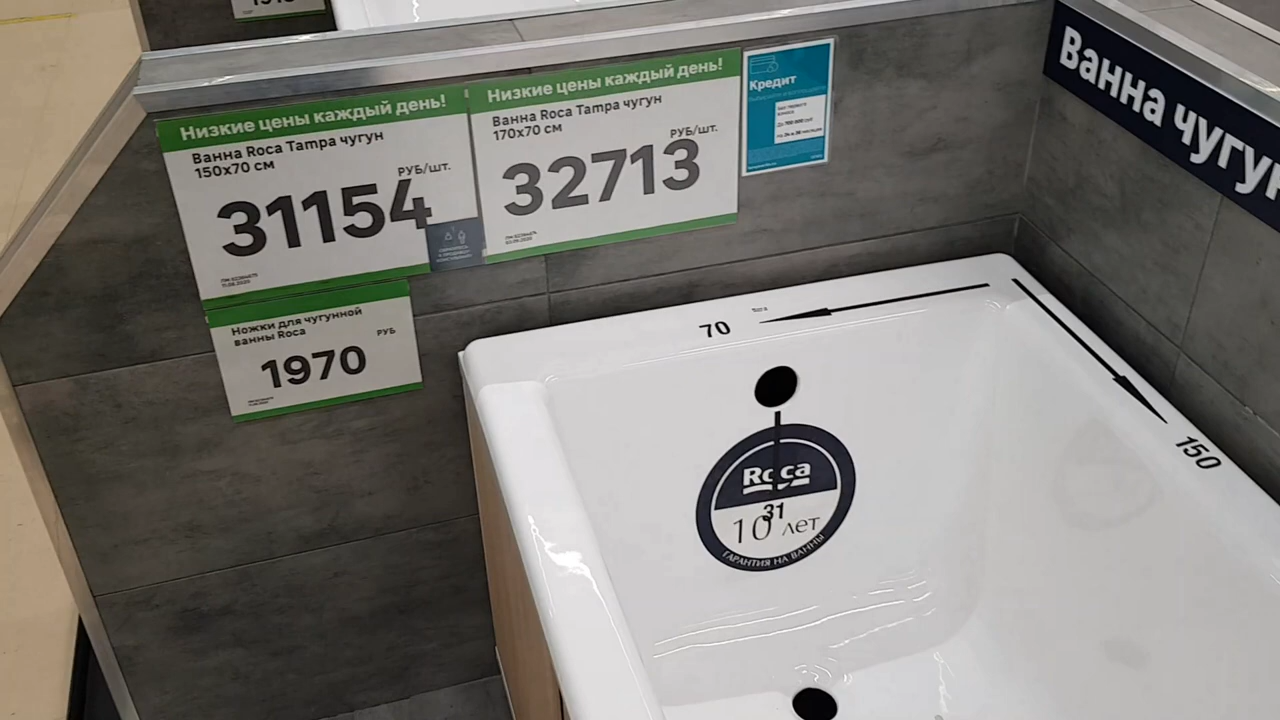 Низкие цены каждый день!
Ванна Roca Tampa чугун
150х70 см
РУБ/шт.
31154
Низкие цены каждый день!
Ванна Roca Tampa чугун
170х70 см
РУБ/шт.
32713
Кредит
Ножки для чугунной
ванны Roca
РУБ
1970
Ванна чугун
70
150
Roca
31
10 лет
ГАРАНТИЯ НА ВАННЫ